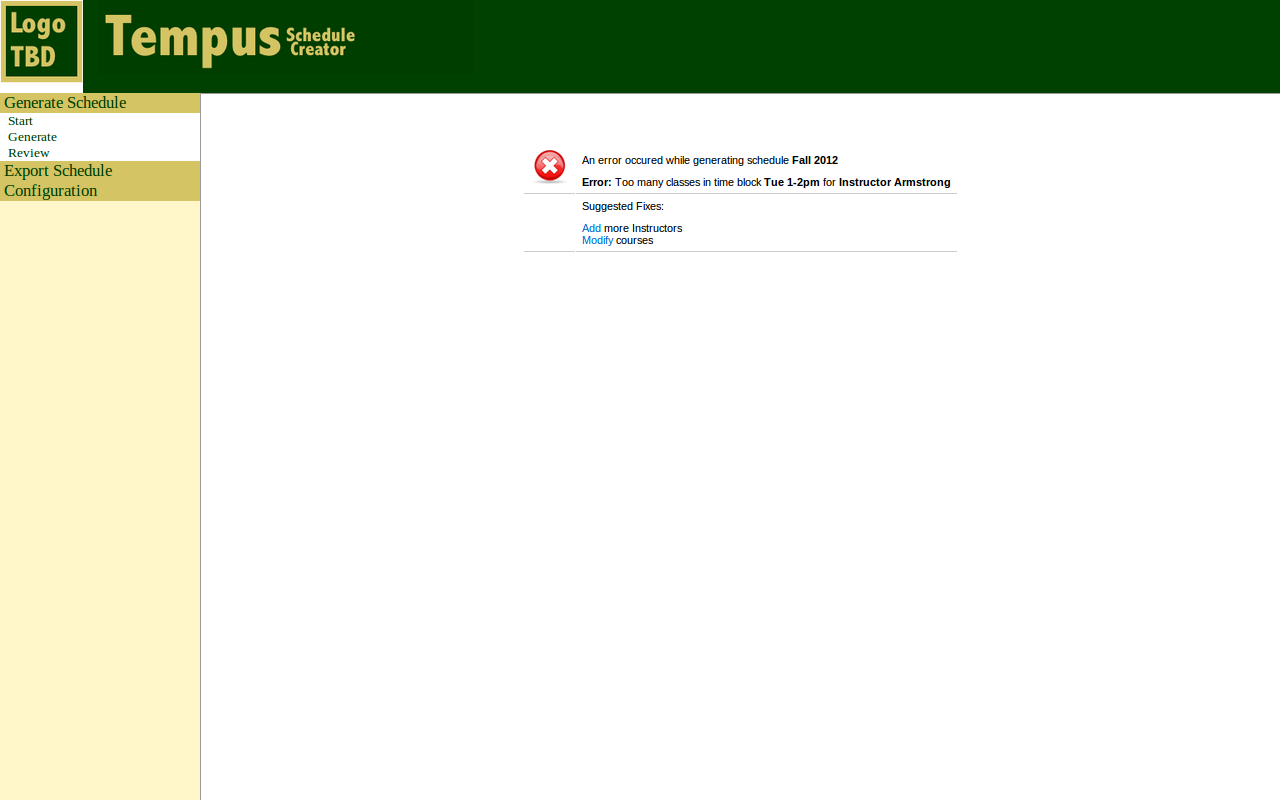 Logo
TBD
Tempus Schedule
Creator
Generate Schedule
Start
Generate
Review
Export Schedule
Configuration
An error occured while generating schedule Fall 2012
Error: Too many classes in time block Tue 1-2pm for Instructor Armstrong
Suggested Fixes:
Add more Instructors
Modify courses